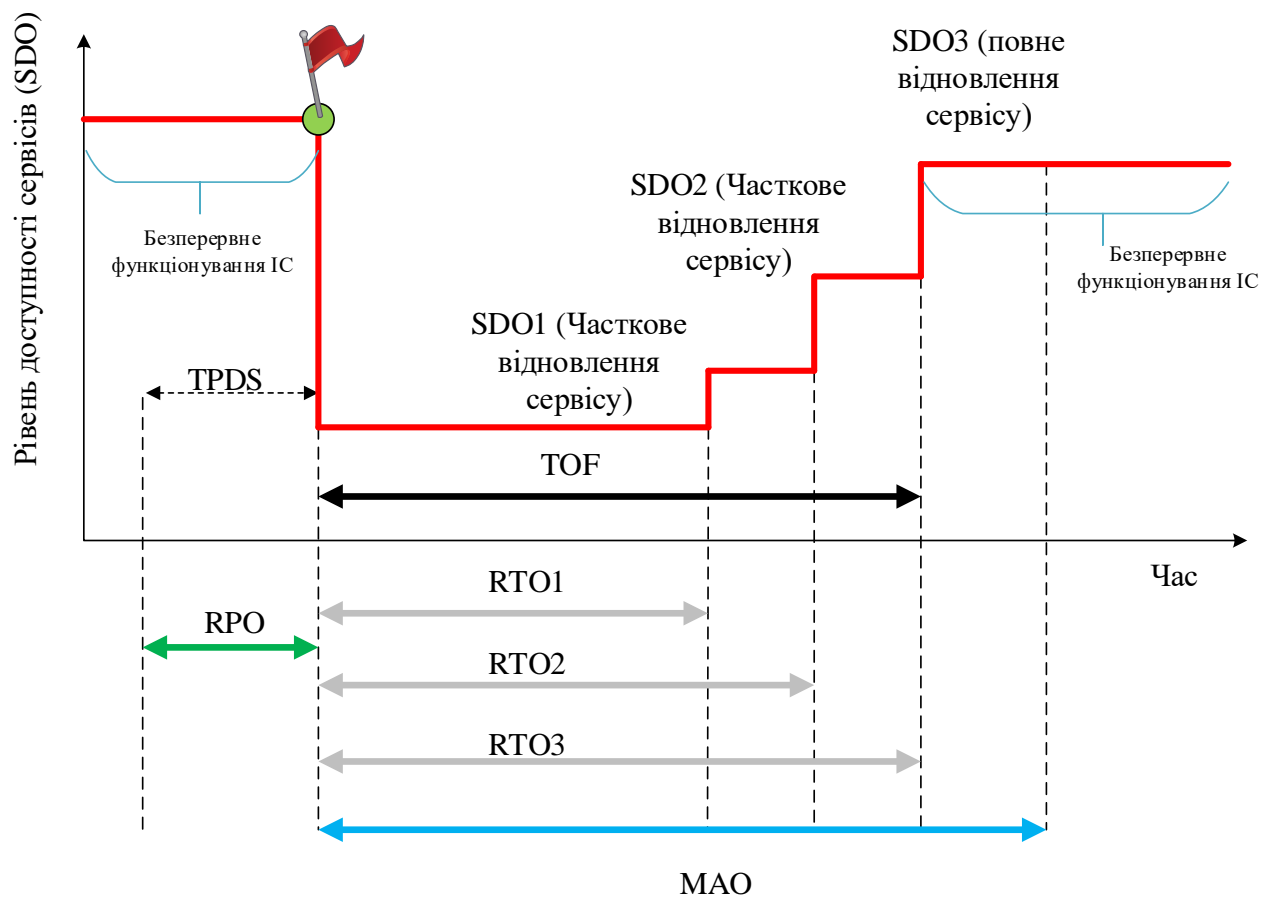 Рівень доступності сервісів (SDO)
SDO3 (повне
відновлення
сервісу)
SDO2 (Часткове
відновлення
сервісу)
Безперервне
функціонування ІС
Безперервне
функціонування ІС
SDO1 (Часткове
відновлення
сервісу)
TPDS
TOF
Час
RTO1
RPO
RTO2
RTO3
MAO